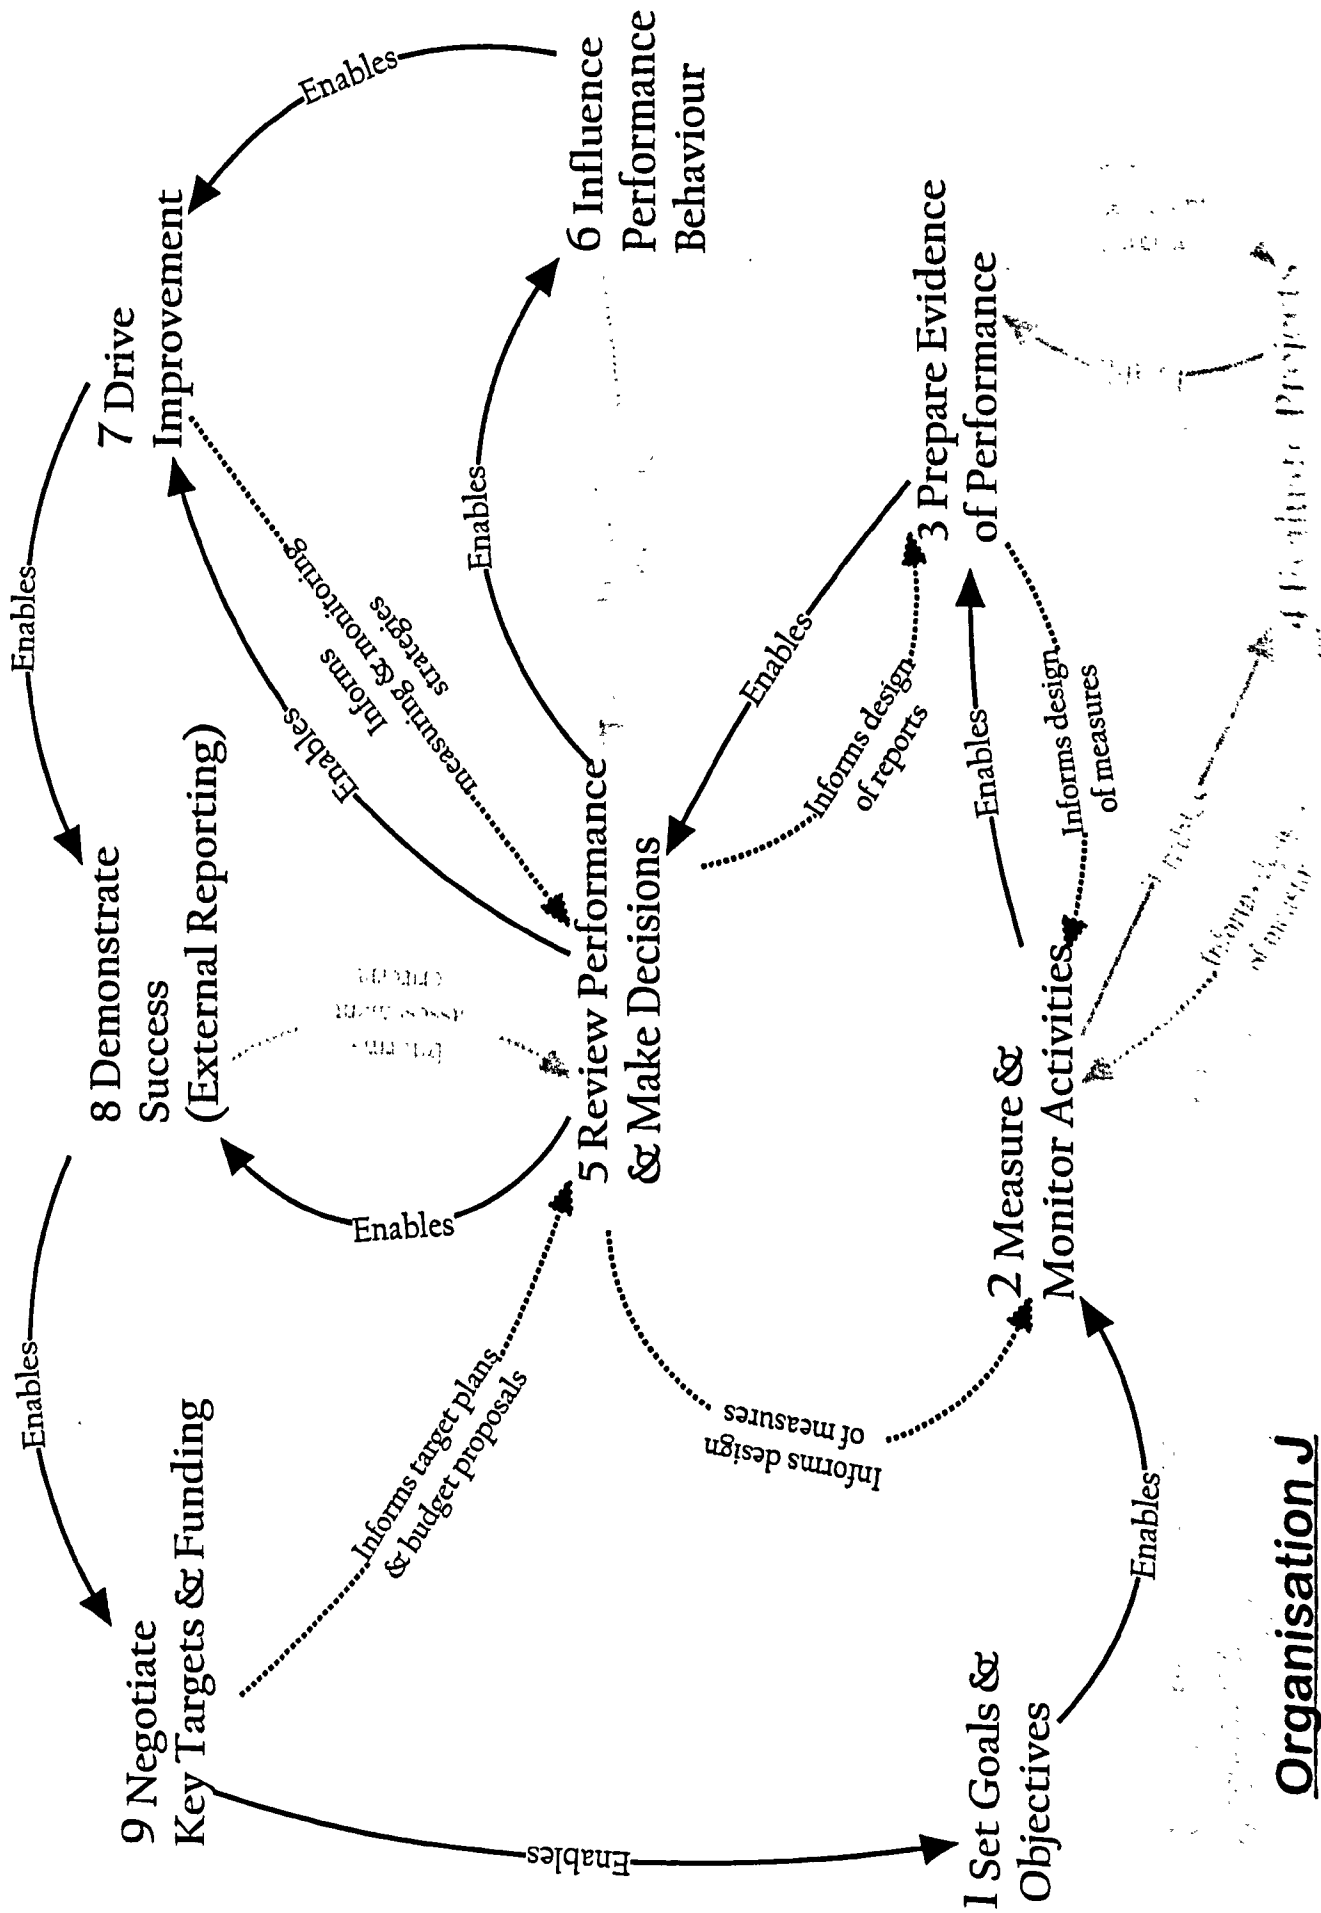 9 Negotiate
Key Targets & Funding
Enables
8 Demonstrate
Success
(External Reporting)
Enables
7 Drive
Improvement
Enables
Informs target plans
& budget proposals
Enables
Enables
Informs
measuring & monitoring
strategies
Enables
Enables
5 Review Performance
& Make Decisions
6 Influence
Performance
Behaviour
Informs design
of measures
Enables
Informs design
of reports
1 Set Goals &
Objectives
Enables
2 Measure &
Monitor Activities
Enables
Informs design
of measures
3 Prepare Evidence
of Performance
4 Evaluate Projects
Organisation J